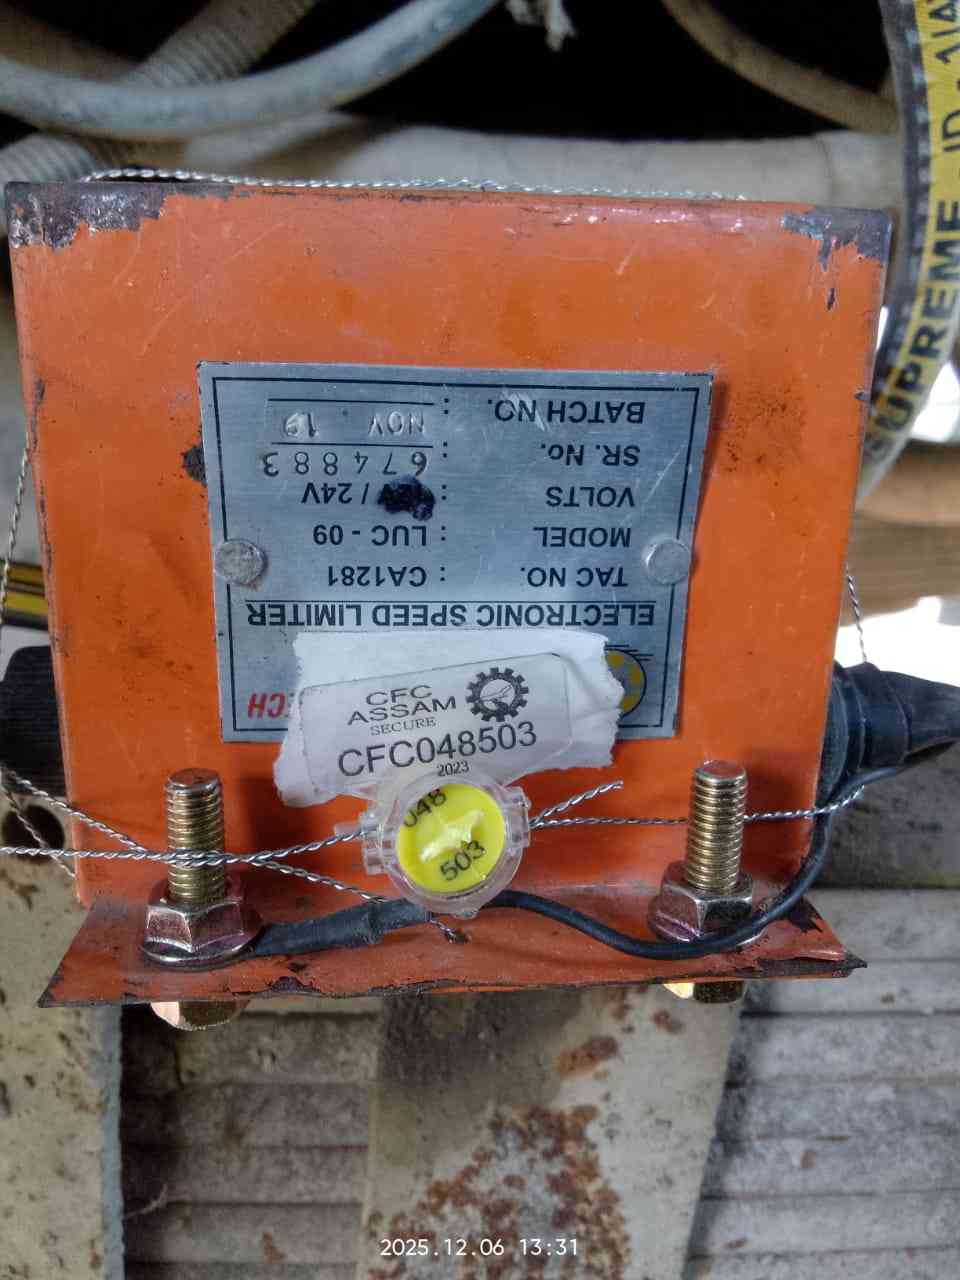 ELECTRONIC SPEED LIMITER
TAC NO. : CA1281
MODEL : LUC - 09
VOLTS : / 24V
SR. No. : 674883
BATCH NO. : NOV 19
CFC
ASSAM
SECURE
CFC048503
2023
048
503
SUPREME
2025.12.06 13:31